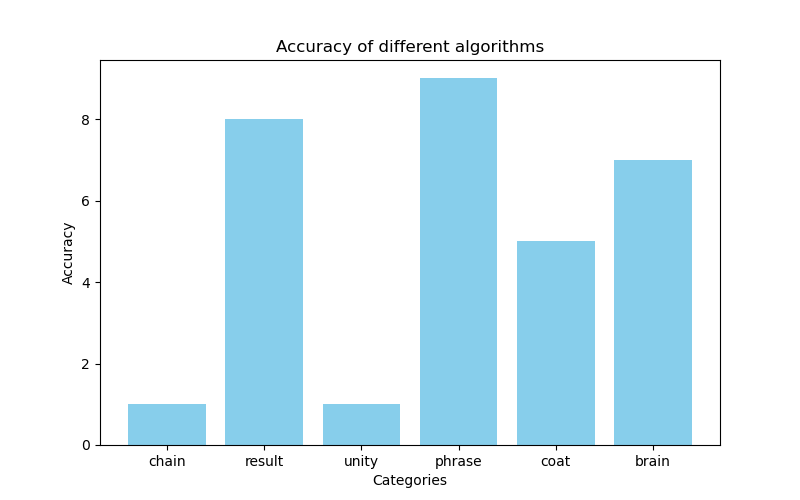 Accuracy of different algorithms
Accuracy
8
6
4
2
0
chain result unity phrase coat brain
Categories